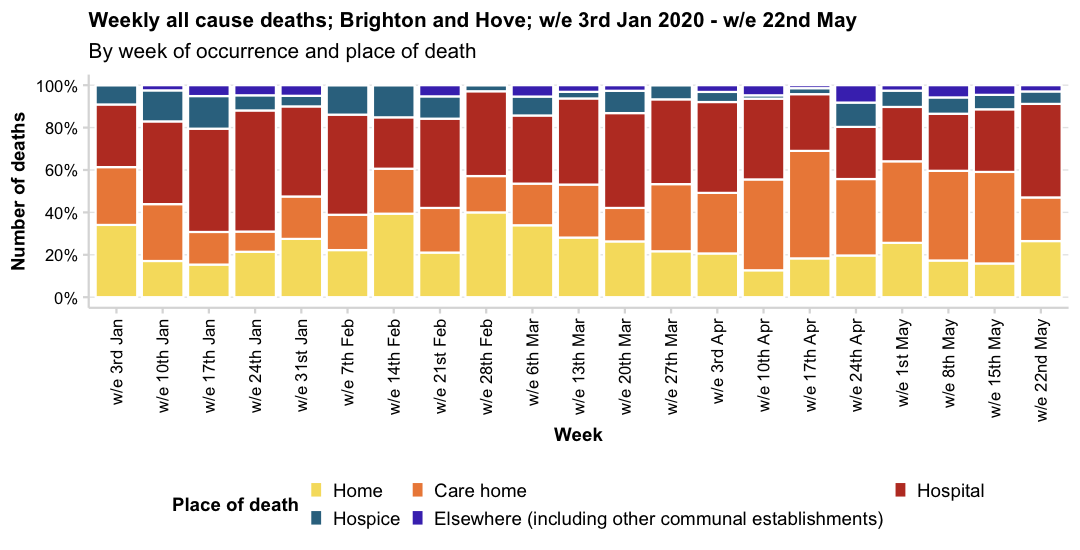 Weekly all cause deaths; Brighton and Hove; w/e 3rd Jan 2020 - w/e 22nd May
By week of occurrence and place of death
Number of deaths
100%
80%
60%
40%
20%
0%
w/e 3rd Jan
w/e 10th Jan
w/e 17th Jan
w/e 24th Jan
w/e 31st Jan
w/e 7th Feb
w/e 14th Feb
w/e 21st Feb
w/e 28th Feb
w/e 6th Mar
w/e 13th Mar
w/e 20th Mar
w/e 27th Mar
w/e 3rd Apr
w/e 10th Apr
w/e 17th Apr
w/e 24th Apr
w/e 1st May
w/e 8th May
w/e 15th May
w/e 22nd May
Week
Place of death
Home
Care home
Hospital
Hospice
Elsewhere (including other communal establishments)